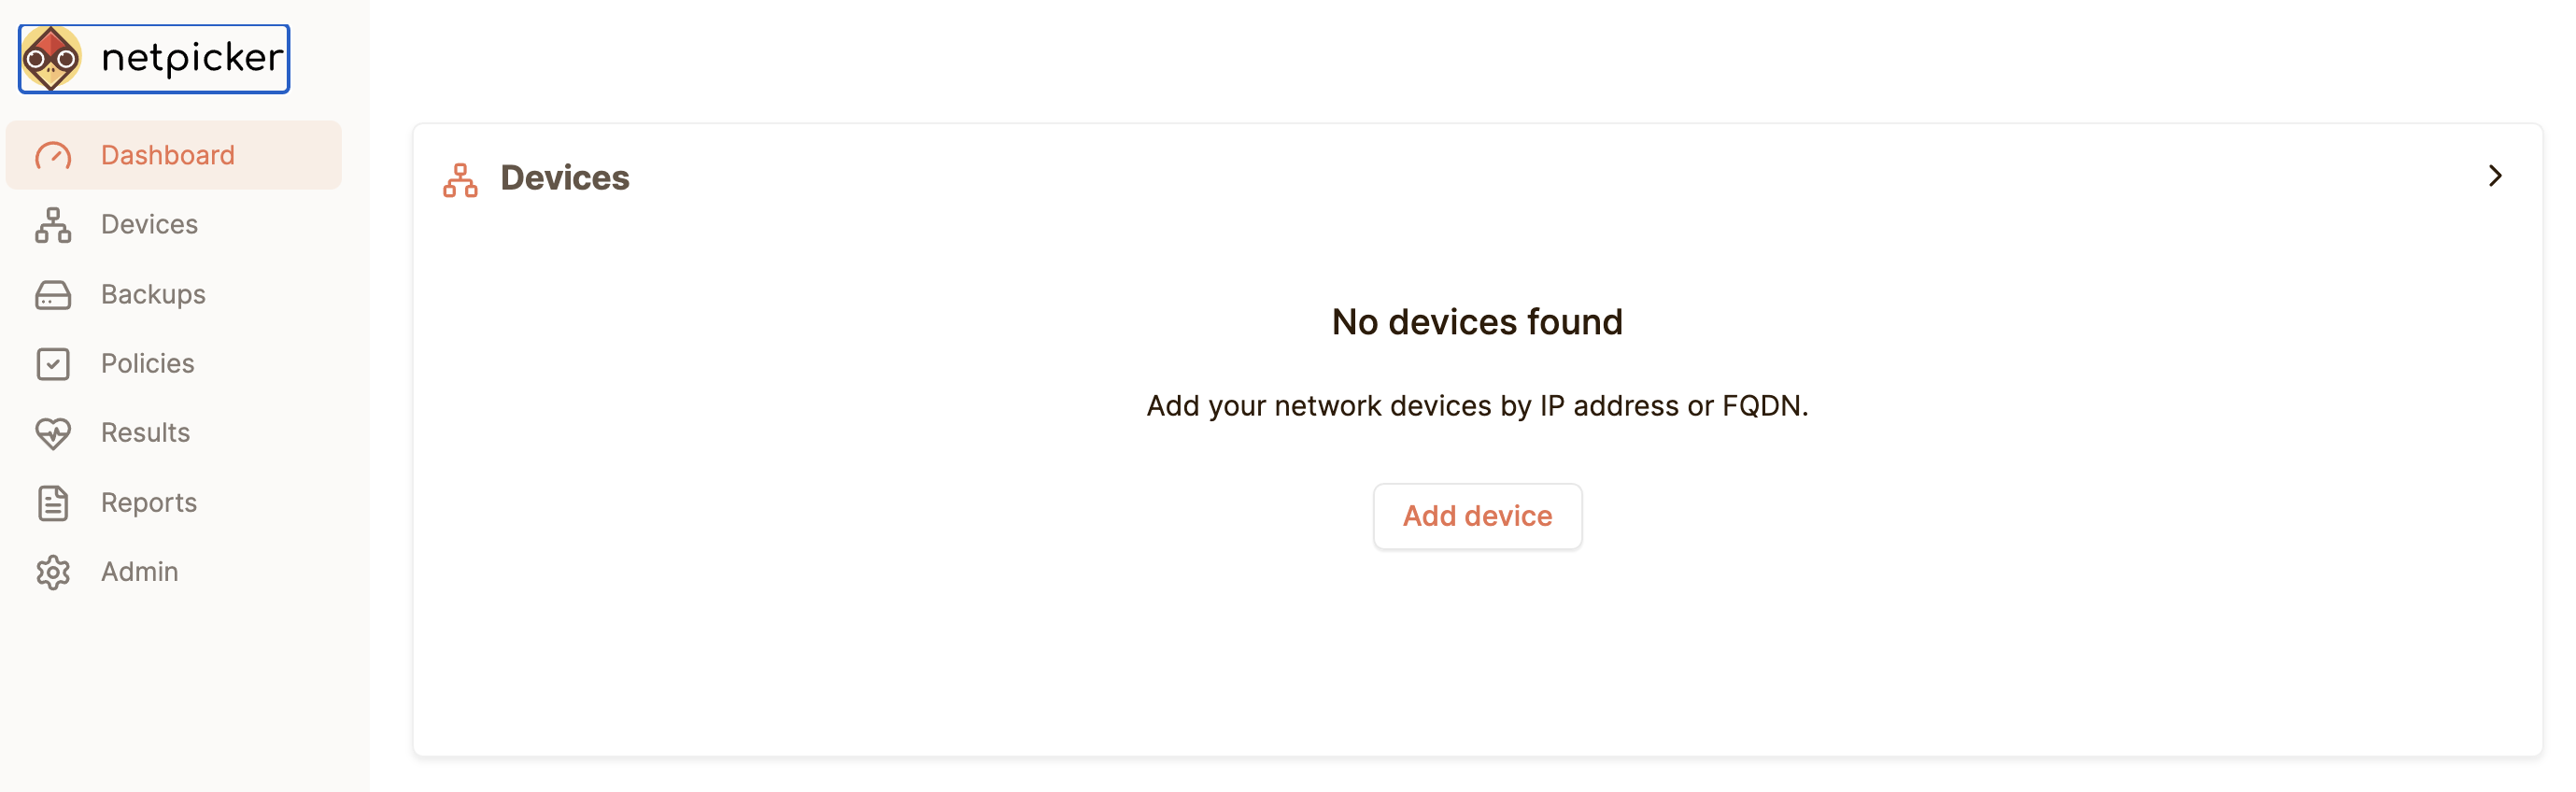 netpicker
Dashboard
Devices
Backups
Policies
Results
Reports
Admin
Devices
No devices found
Add your network devices by IP address or FQDN.
Add device